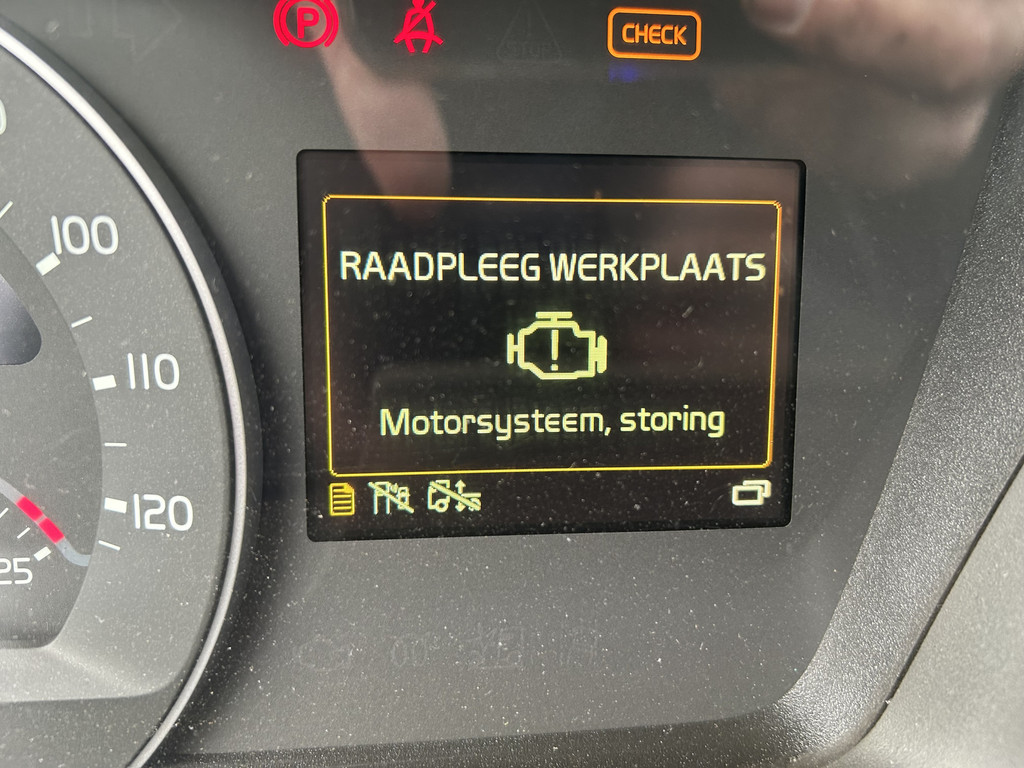 P
CHECK
100
RAADPLEEG WERKPLAATS
110
Motorsysteem, storing
120
25